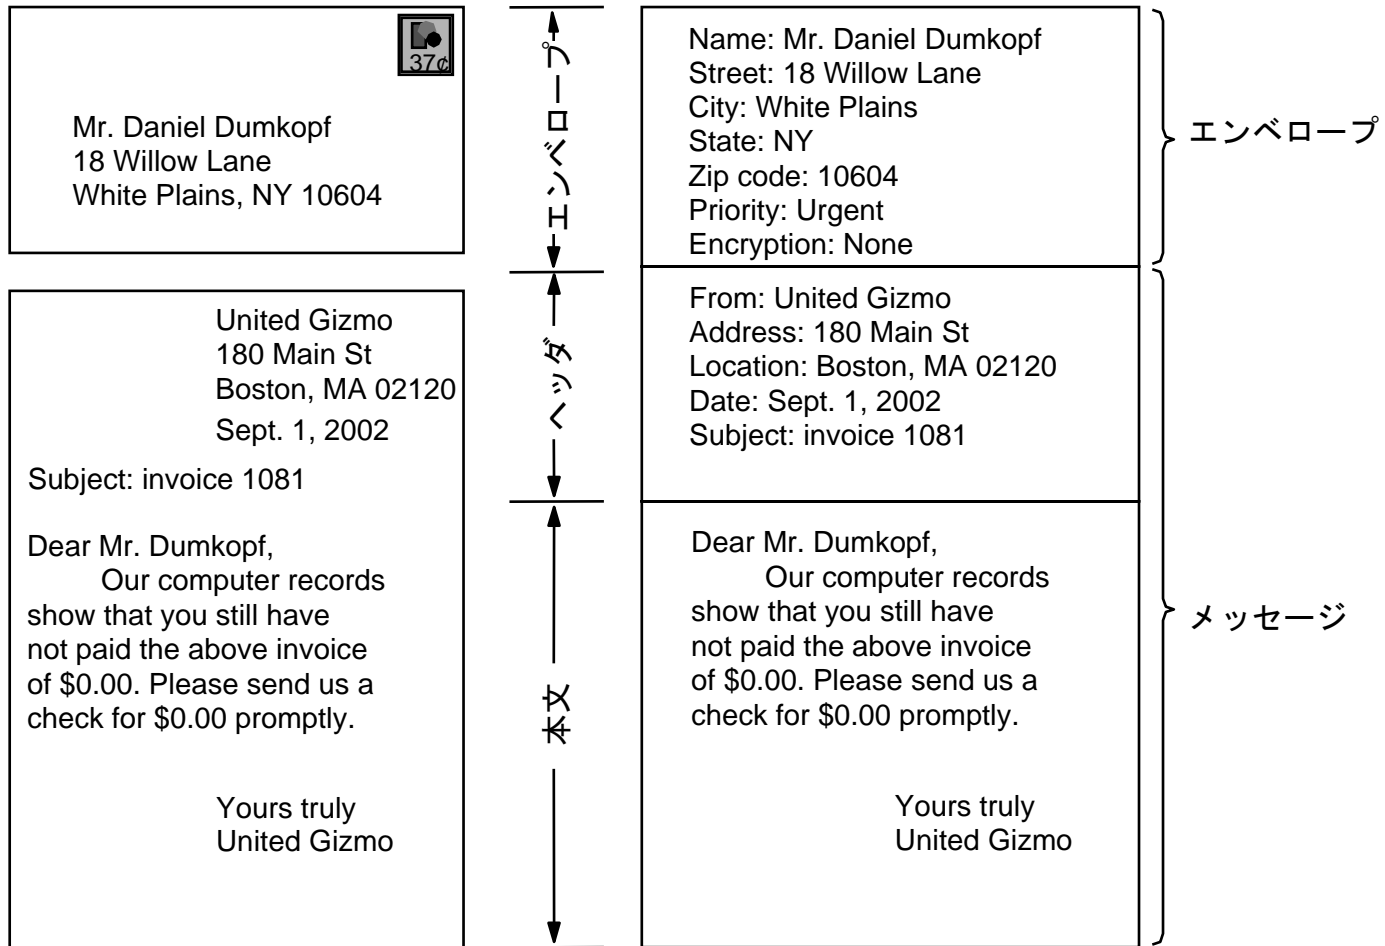 37¢
Mr. Daniel Dumkopf
18 Willow Lane
White Plains, NY 10604
United Gizmo
180 Main St
Boston, MA 02120
Sept. 1, 2002
Subject: invoice 1081
Dear Mr. Dumkopf,
Our computer records
show that you still have
not paid the above invoice
of $0.00. Please send us a
check for $0.00 promptly.
Yours truly
United Gizmo
エンベロープ
ヘッダ
本文
Name: Mr. Daniel Dumkopf
Street: 18 Willow Lane
City: White Plains
State: NY
Zip code: 10604
Priority: Urgent
Encryption: None
From: United Gizmo
Address: 180 Main St
Location: Boston, MA 02120
Date: Sept. 1, 2002
Subject: invoice 1081
Dear Mr. Dumkopf,
Our computer records
show that you still have
not paid the above invoice
of $0.00. Please send us a
check for $0.00 promptly.
Yours truly
United Gizmo
エンベロープ
メッセージ